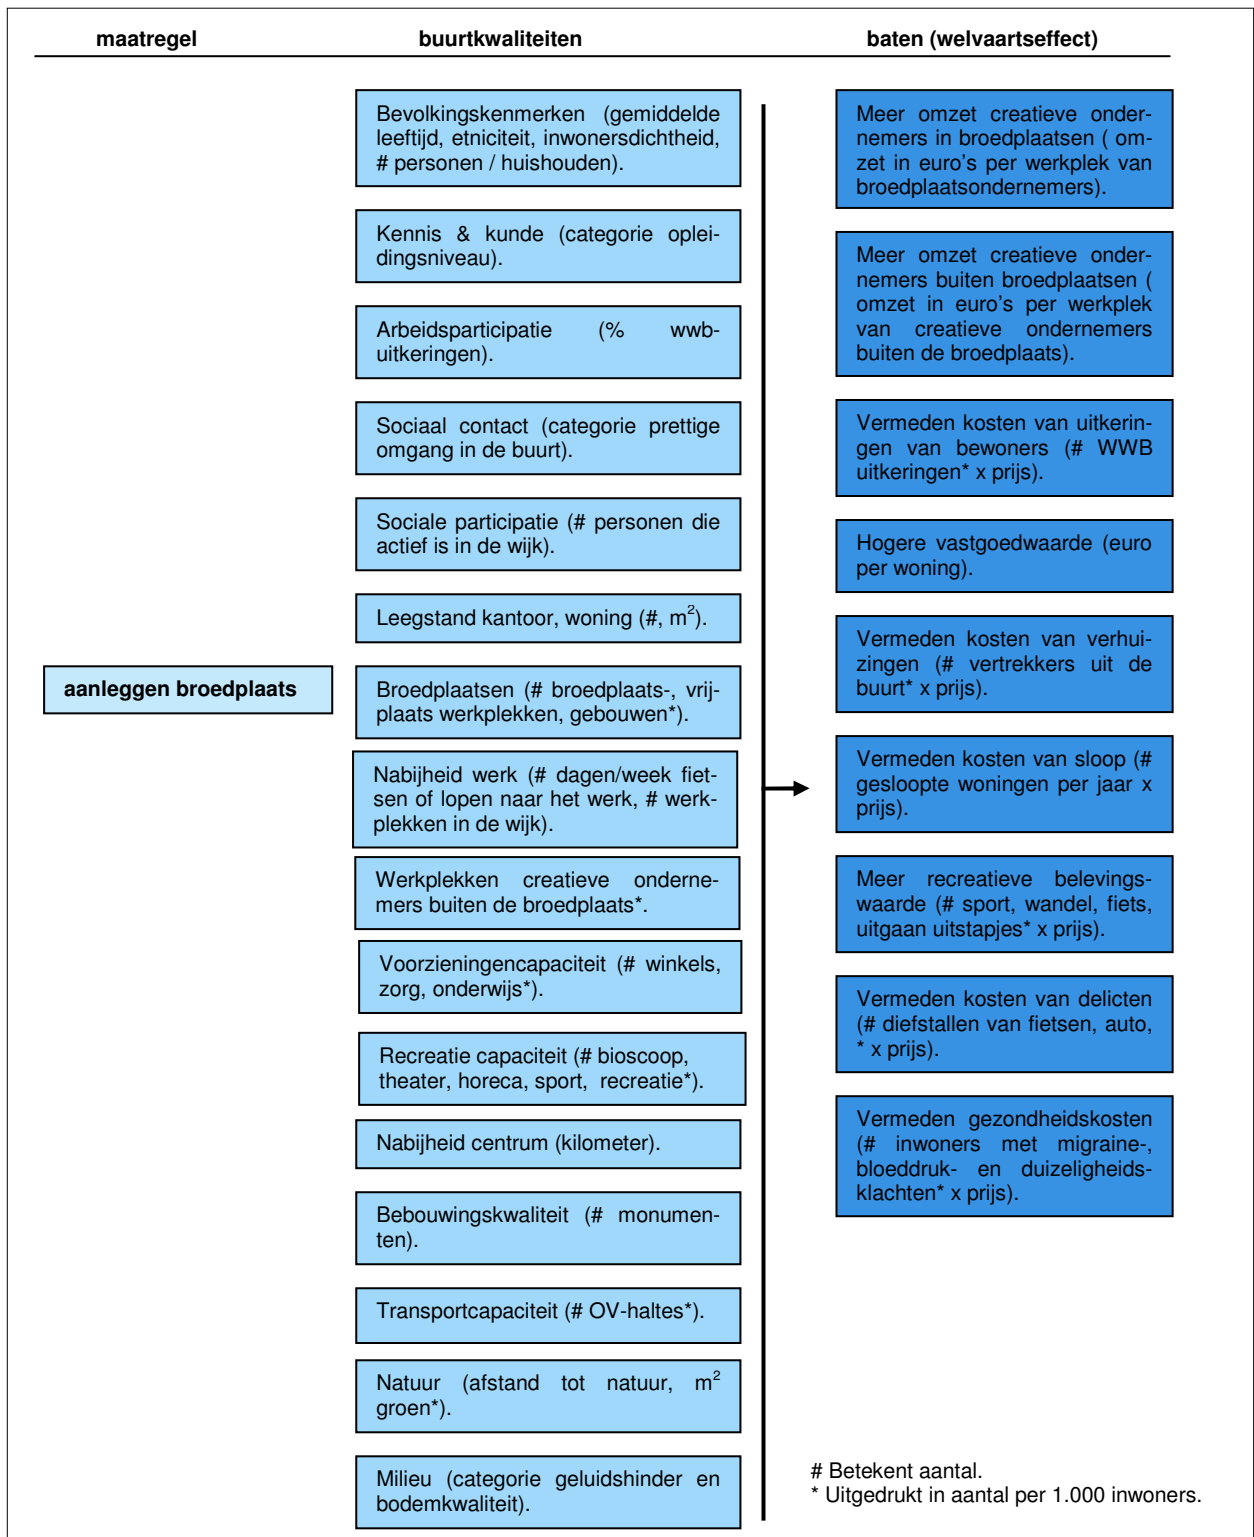 maatregel
buurtkwaliteiten
baten (welvaartseffect)
aanleggen broedplaats
Bevolkingskenmerken (gemiddelde
leeftijd, etniciteit, inwonersdichtheid,
# personen / huishouden).
Kennis & kunde (categorie oplei-
dingsniveau).
Arbeidsparticipatie (% wwb-
uitkeringen).
Sociaal contact (categorie prettige
omgang in de buurt).
Sociale participatie (# personen die
actief is in de wijk).
Leegstand kantoor, woning (#, m²).
Broedplaatsen (# broedplaats-, vrij-
plaats werkplekken, gebouwen*).
Nabijheid werk (# dagen/week fiet-
sen of lopen naar het werk, # werk-
plekken in de wijk).
Werkplekken creatieve onderne-
mers buiten de broedplaats*.
Voorzieningencapaciteit (# winkels,
zorg, onderwijs*).
Recreatie capaciteit (# bioscoop,
theater, horeca, sport, recreatie*).
Nabijheid centrum (kilometer).
Bebouwingskwaliteit (# monumen-
ten).
Transportcapaciteit (# OV-haltes*).
Natuur (afstand tot natuur, m²
groen*).
Milieu (categorie geluidshinder en
bodemkwaliteit).
Meer omzet creatieve onder-
nemers in broedplaatsen ( om-
zet in euro's per werkplek van
broedplaatsondernemers).
Meer omzet creatieve onder-
nemers buiten broedplaatsen (
omzet in euro's per werkplek
van creatieve ondernemers
buiten de broedplaats).
Vermeden kosten van uitkerin-
gen van bewoners (# WWB
uitkeringen* x prijs).
Hogere vastgoedwaarde (euro
per woning).
Vermeden kosten van verhui-
zingen (# vertrekkers uit de
buurt* x prijs).
Vermeden kosten van sloop (#
gesloopte woningen per jaar x
prijs).
Meer recreatieve belevings-
waarde (# sport, wandel, fiets,
uitgaan uitstapjes* x prijs).
Vermeden kosten van delicten
(# diefstallen van fietsen, auto,
* x prijs).
Vermeden gezondheidskosten
(# inwoners met migraine-,
bloeddruk- en duizeligheids-
klachten* x prijs).
# Betekent aantal.
* Uitgedrukt in aantal per 1.000 inwoners.